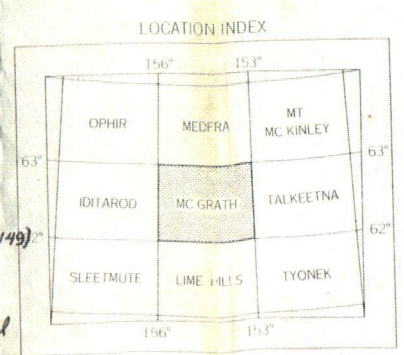 LOCATION INDEX
156° 153°
OPHIR MEDFRA MT MC KINLEY
63° 63°
IDITAROD MC GRATH TALKEETNA
149) 62° 62°
SLEETMUTE LIME HILLS TYONEK
156° 153°